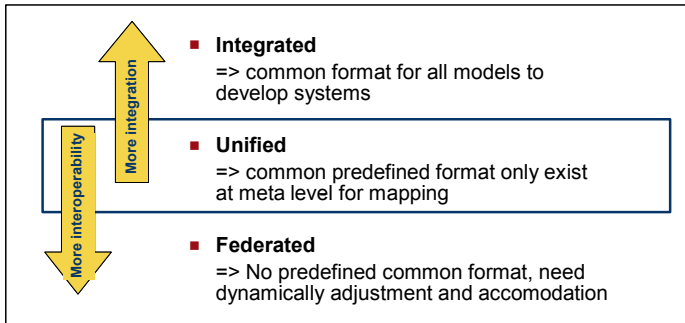 More integration
More interoperability
▪ Integrated
=> common format for all models to
develop systems
▪ Unified
=> common predefined format only exist
at meta level for mapping
▪ Federated
=> No predefined common format, need
dynamically adjustment and accomodation